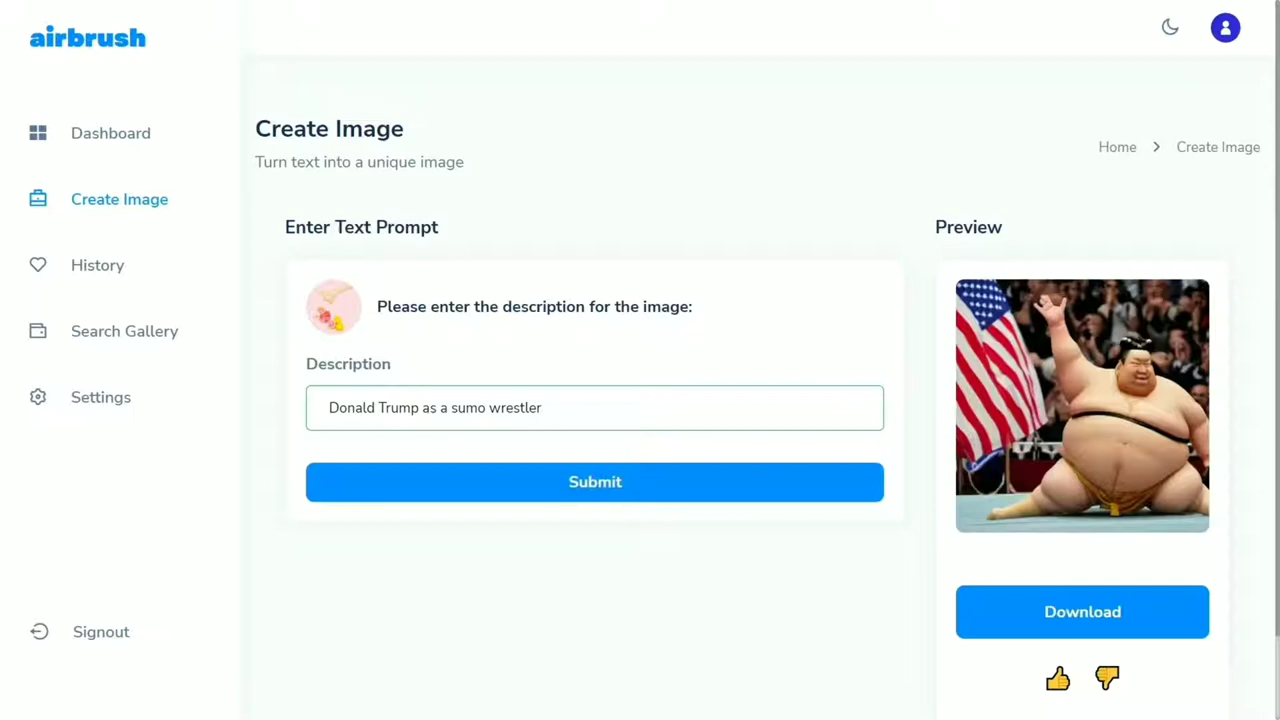 airbrush
Dashboard
Create Image
History
Search Gallery
Settings
Signout
Create Image
Turn text into a unique image
Home
Create Image
Enter Text Prompt
Please enter the description for the image:
Description
Donald Trump as a sumo wrestler
Submit
Preview
Download